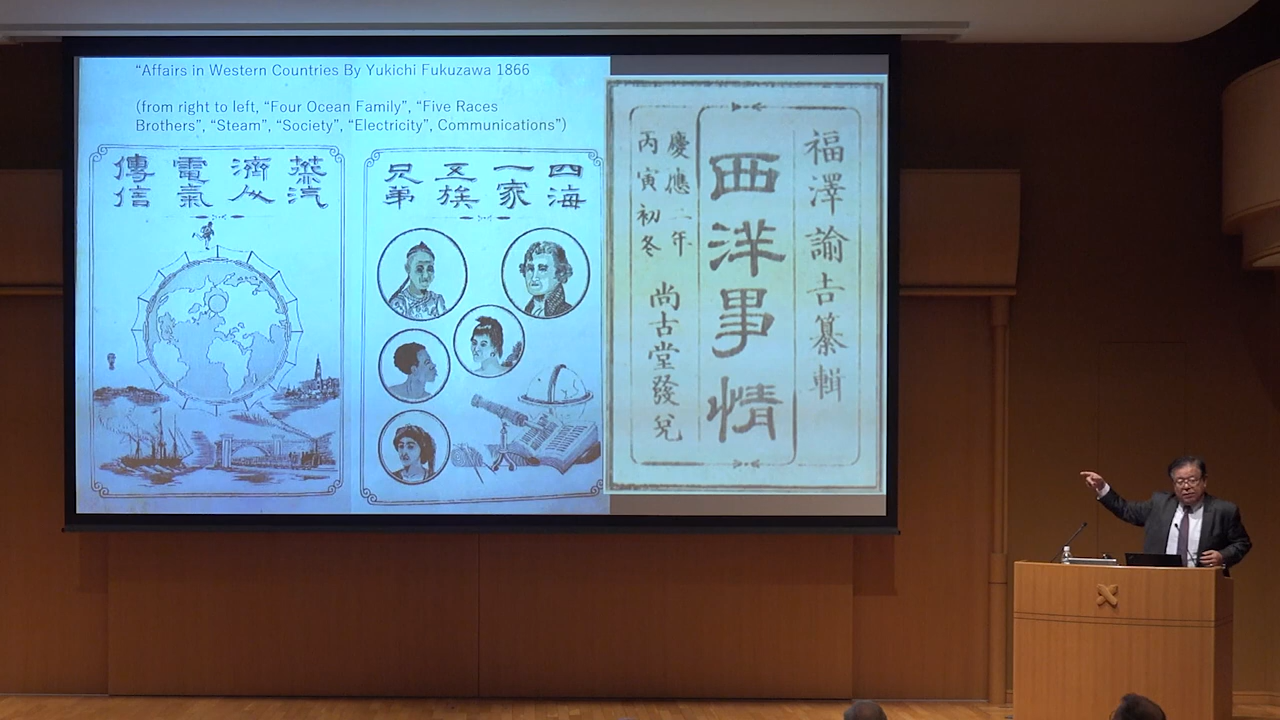 “Affairs in Western Countries By Yukichi Fukuzawa 1866
(from right to left, “Four Ocean Family”, “Five Races
Brothers”, “Steam”, “Society”, “Electricity”, Communications”)
福澤諭吉纂輯
西洋事情
慶應二年
丙寅初冬
尚古堂發兌
四海
一家
五族
兄弟
蒸汽
濟人
電氣
傳信